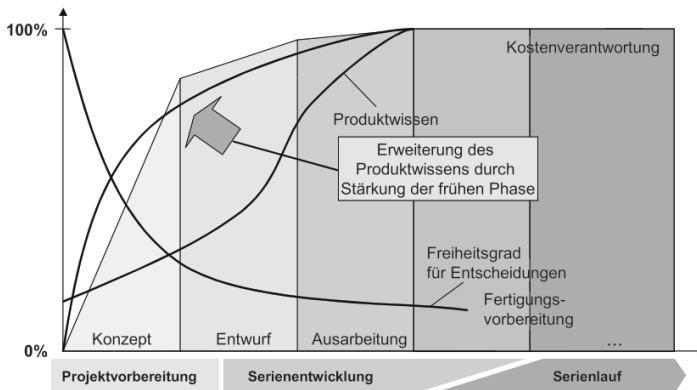 100%
Kostenverantwortung
Produktwissen
Erweiterung des
Produktwissens durch
Stärkung der frühen Phase
Freiheitsgrad
für Entscheidungen
Fertigungs-
vorbereitung
Konzept
Entwurf
Ausarbeitung
...
0%
Projektvorbereitung
Serienentwicklung
Serienlauf